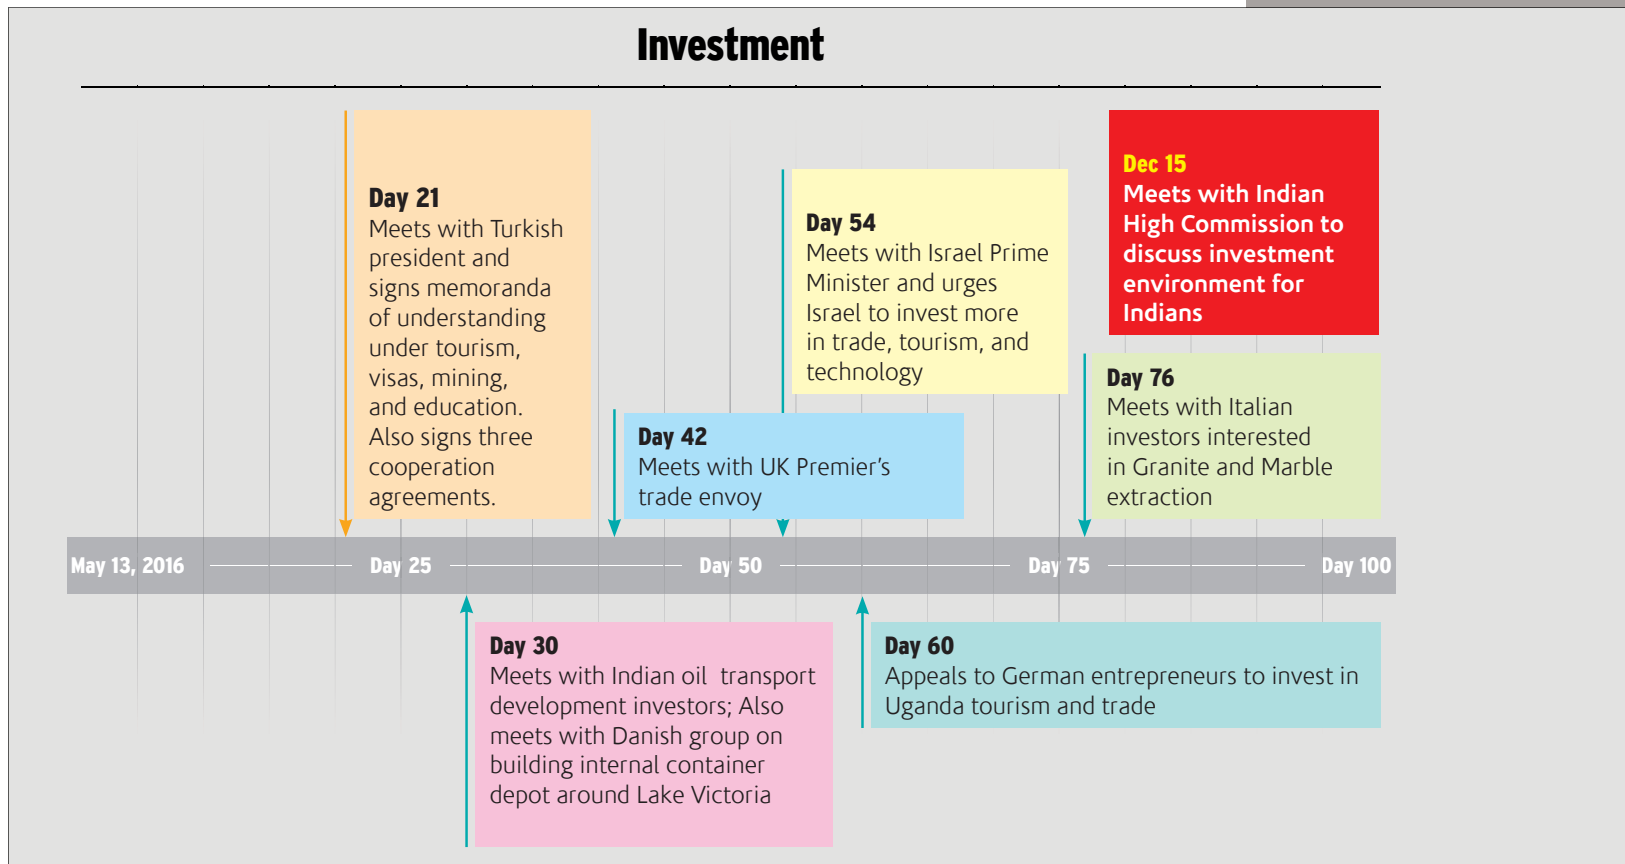 Investment
Day 21
Meets with Turkish
president and
signs memoranda
of understanding
under tourism,
visas, mining,
and education.
Also signs three
cooperation
agreements.
Day 54
Meets with Israel Prime
Minister and urges
Israel to invest more
in trade, tourism, and
technology
Dec 15
Meets with Indian
High Commission to
discuss investment
environment for
Indians
Day 42
Meets with UK Premier’s
trade envoy
Day 76
Meets with Italian
investors interested
in Granite and Marble
extraction
May 13, 2016
Day 25
Day 50
Day 75
Day 100
Day 30
Meets with Indian oil transport
development investors; Also
meets with Danish group on
building internal container
depot around Lake Victoria
Day 60
Appeals to German entrepreneurs to invest in
Uganda tourism and trade